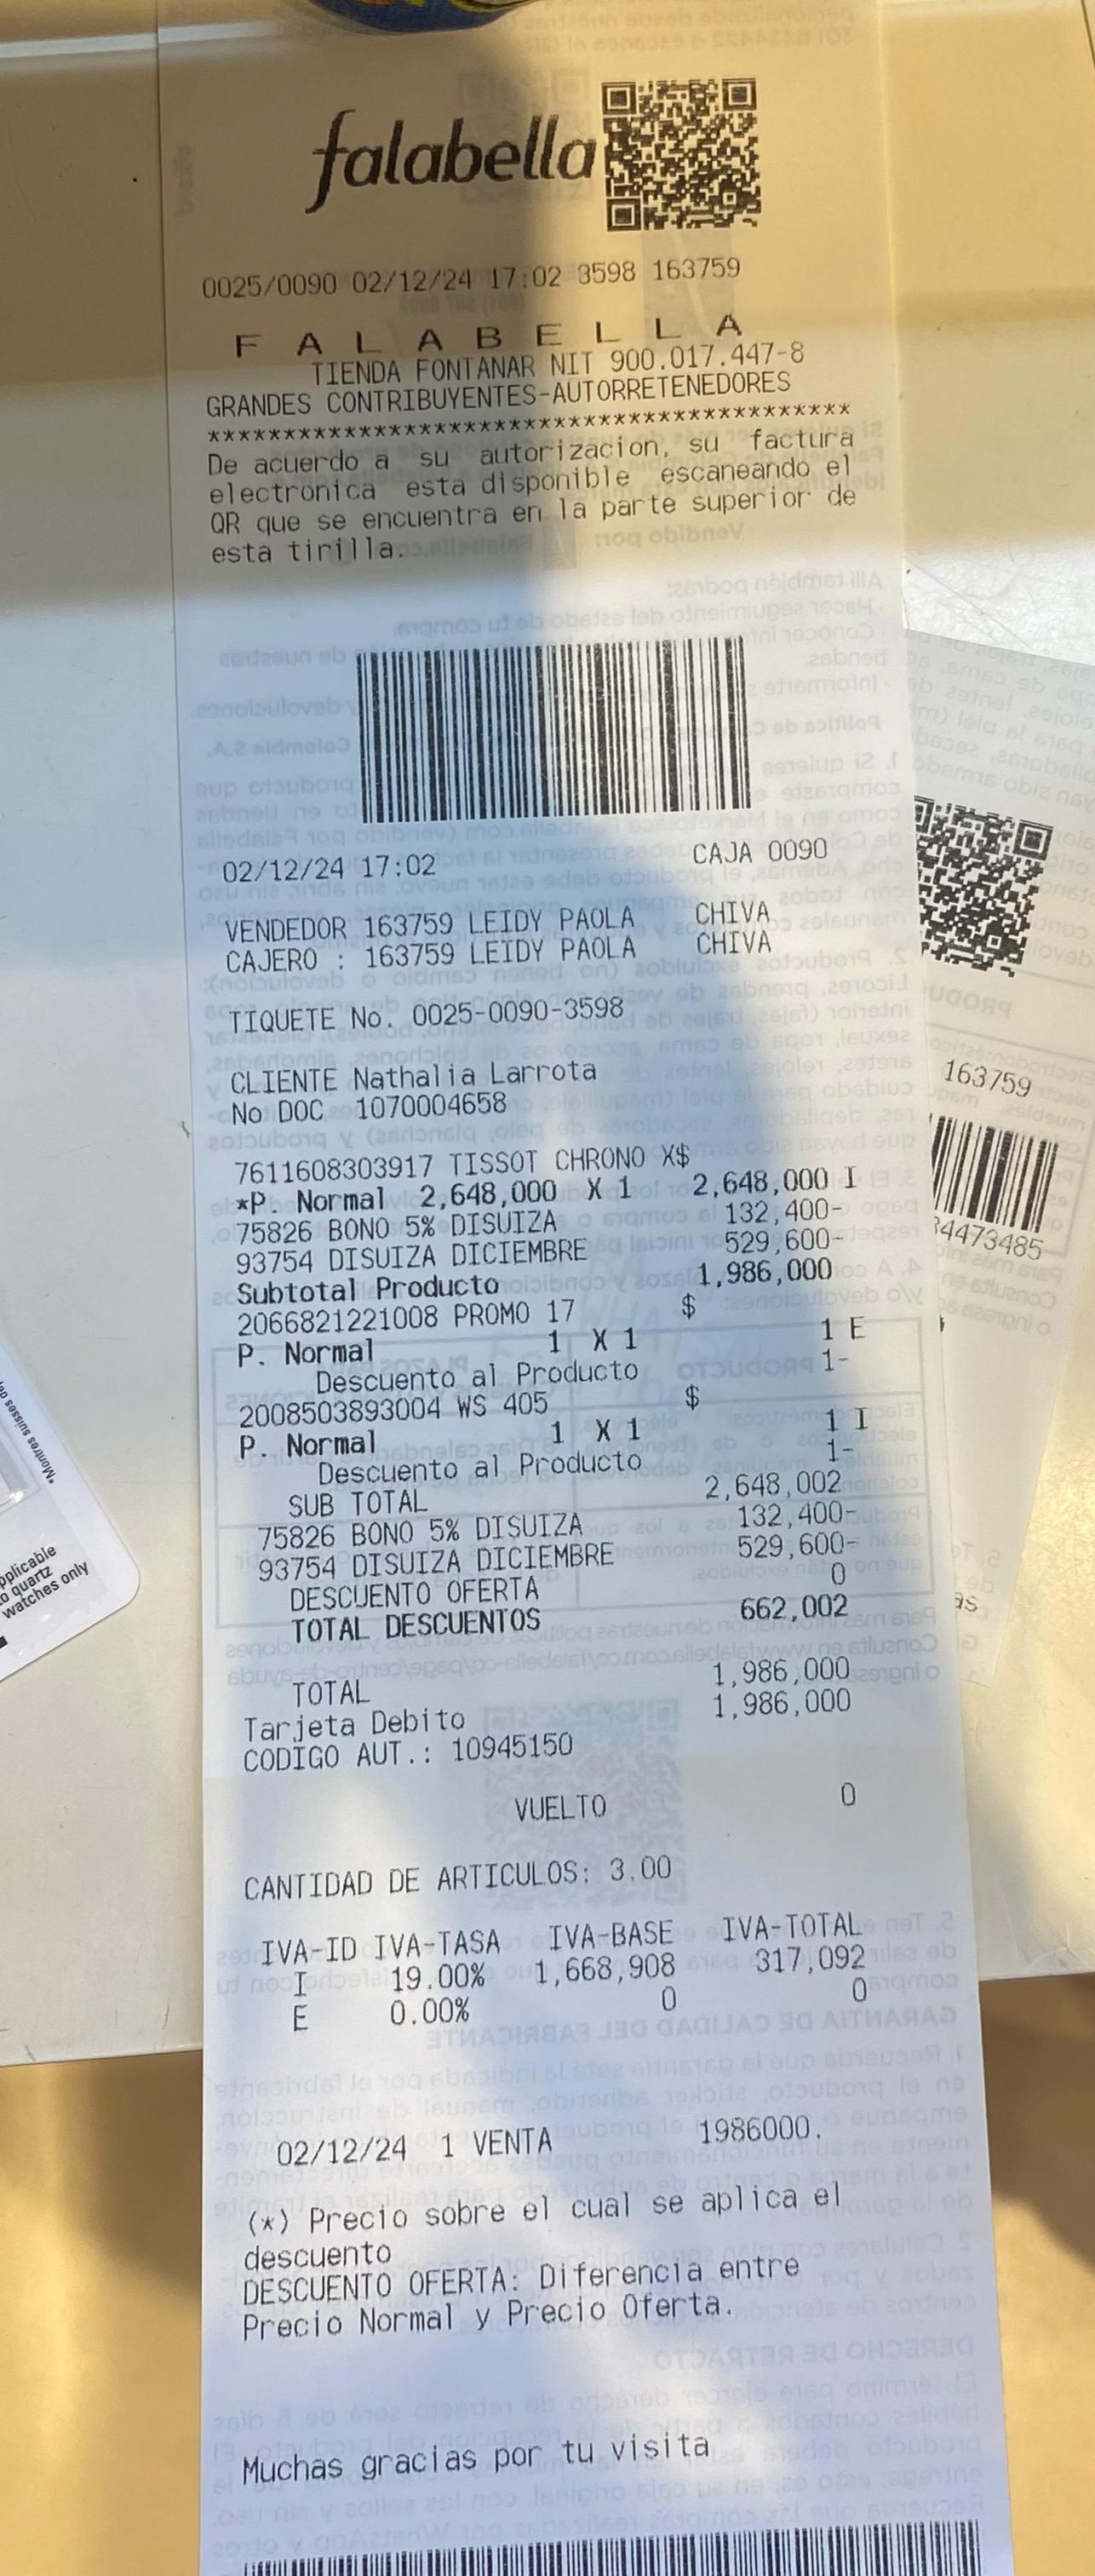 falabella
0025/0090 02/12/24 17:02 3598 163759
F A L A B E L L A
TIENDA FONTANAR NIT 900.017.447-8
GRANDES CONTRIBUYENTES-AUTORRETENEDORES
******************************************
De acuerdo a su autorizacion, su factura
electronica esta disponible escaneando el
QR que se encuentra en la parte superior de
esta tirilla.
02/12/24 17:02 CAJA 0090
VENDEDOR 163759 LEIDY PAOLA CHIVA
CAJERO : 163759 LEIDY PAOLA CHIVA
TIQUETE No. 0025-0090-3598
CLIENTE Nathalia Larrota
No DOC 1070004658
7611608303917 TISSOT CHRONO X$
*P. Normal 2,648,000 X 1 2,648,000 I
75826 BONO 5% DISUIZA 132,400-
93754 DISUIZA DICIEMBRE 529,600-
Subtotal Producto 1,986,000
2066821221008 PROMO 17 $
P. Normal 1 X 1 1 E
Descuento al Producto 1-
2008503893004 WS 405 $
P. Normal 1 X 1 1 I
Descuento al Producto 1-
SUB TOTAL 2,648,002
75826 BONO 5% DISUIZA 132,400-
93754 DISUIZA DICIEMBRE 529,600-
DESCUENTO OFERTA 0
TOTAL DESCUENTOS 662,002
TOTAL 1,986,000
Tarjeta Debito 1,986,000
CODIGO AUT.: 10945150
VUELTO 0
CANTIDAD DE ARTICULOS: 3.00
IVA-ID IVA-TASA IVA-BASE IVA-TOTAL
I 19.00% 1,668,908 317,092
E 0.00% 0 0
02/12/24 1 VENTA 1986000.
(*) Precio sobre el cual se aplica el
descuento
DESCUENTO OFERTA: Diferencia entre
Precio Normal y Precio Oferta.
Muchas gracias por tu visita
163759
34473485
*Montres suisses
applicable
to quartz
watches only